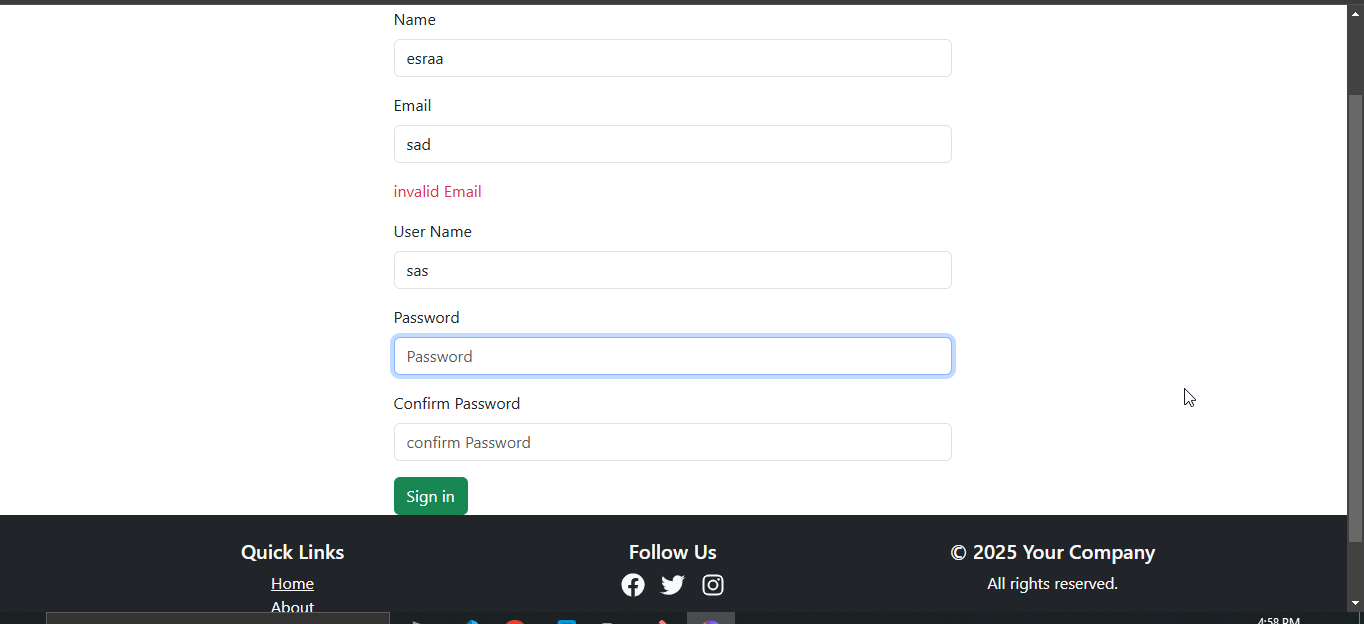 Name
esraa
Email
sad
invalid Email
User Name
sas
Password
Password
Confirm Password
confirm Password
Sign in
Quick Links
Home
About
Follow Us
© 2025 Your Company
All rights reserved.
4:58 PM